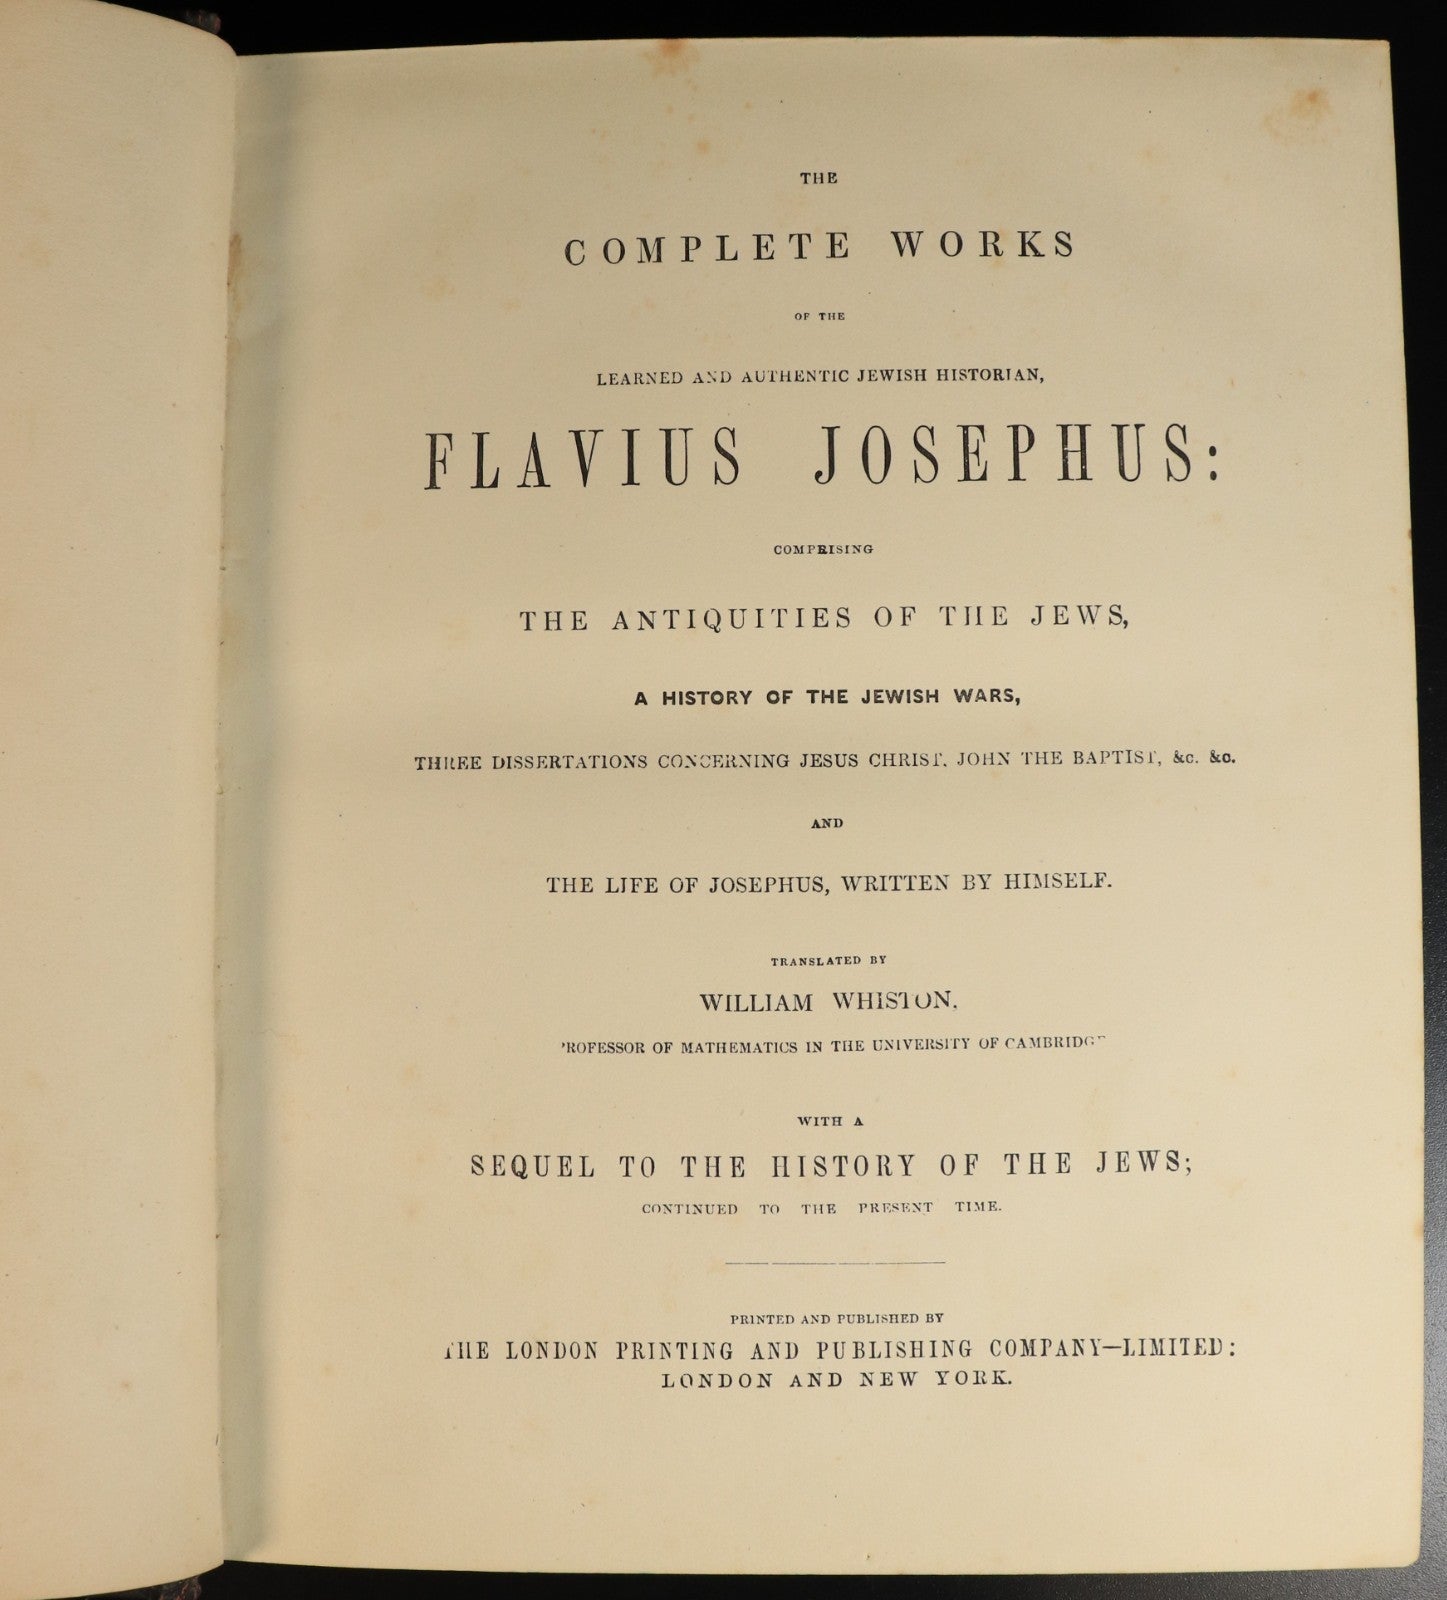 THE
COMPLETE WORKS
OF THE
LEARNED AND AUTHENTIC JEWISH HISTORIAN,
FLAVIUS JOSEPHUS:
COMPRISING
THE ANTIQUITIES OF THE JEWS,
A HISTORY OF THE JEWISH WARS,
THREE DISSERTATIONS CONCERNING JESUS CHRIST, JOHN THE BAPTIST, &c. &c.
AND
THE LIFE OF JOSEPHUS, WRITTEN BY HIMSELF.
TRANSLATED BY
WILLIAM WHISTON,
PROFESSOR OF MATHEMATICS IN THE UNIVERSITY OF CAMBRIDGE
WITH A
SEQUEL TO THE HISTORY OF THE JEWS;
CONTINUED TO THE PRESENT TIME.
PRINTED AND PUBLISHED BY
THE LONDON PRINTING AND PUBLISHING COMPANY—LIMITED:
LONDON AND NEW YORK.